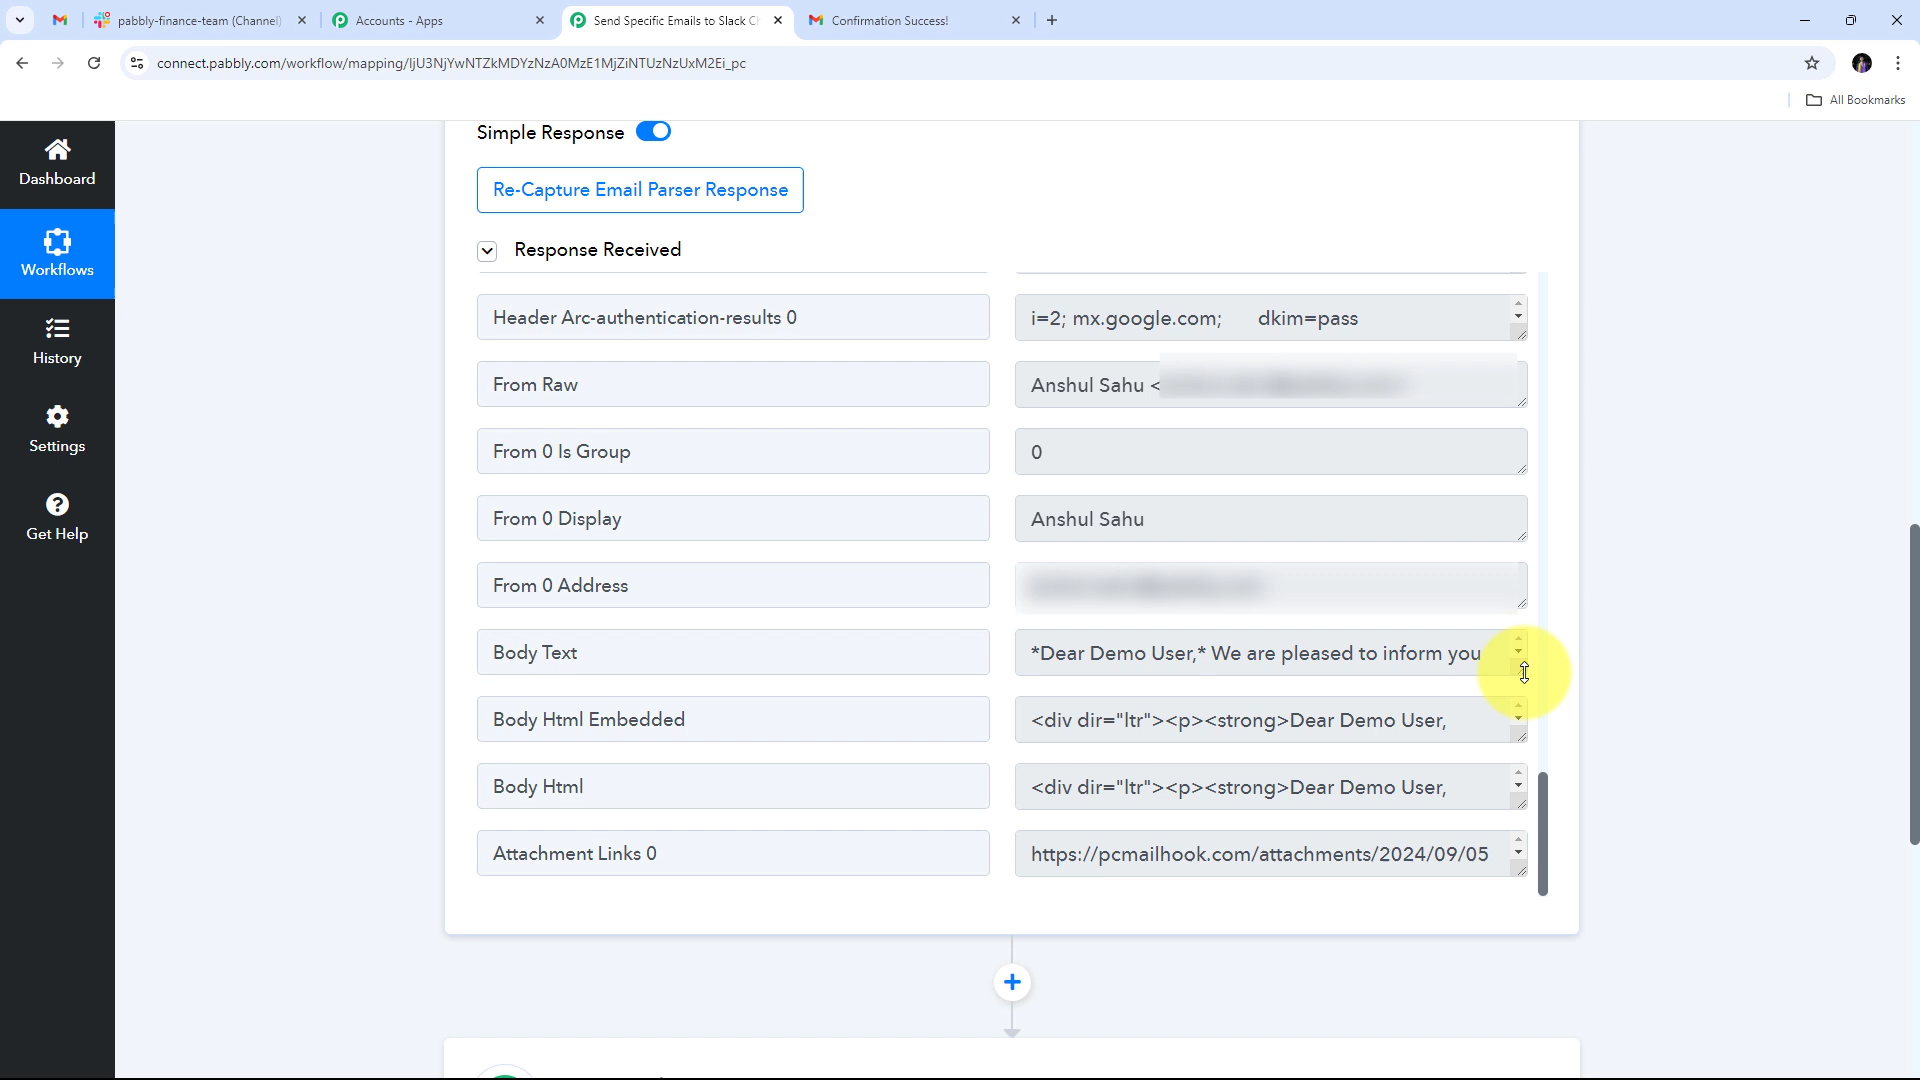 pabbly-finance-team (Channel)
Accounts - Apps
Send Specific Emails to Slack Ch
Confirmation Success!
connect.pabbly.com/workflow/mapping/IjU3NjYwNTZkMDYzNzA0MzE1MjZiNTUzNzUxM2Ei_pc
All Bookmarks
Dashboard
Workflows
History
Settings
Get Help
Simple Response
Re-Capture Email Parser Response
Response Received
Header Arc-authentication-results 0
i=2; mx.google.com; dkim=pass
From Raw
Anshul Sahu <
From 0 Is Group
0
From 0 Display
Anshul Sahu
From 0 Address
Body Text
*Dear Demo User,* We are pleased to inform you
Body Html Embedded
<div dir="ltr"><p><strong>Dear Demo User,
Body Html
<div dir="ltr"><p><strong>Dear Demo User,
Attachment Links 0
https://pcmailhook.com/attachments/2024/09/05